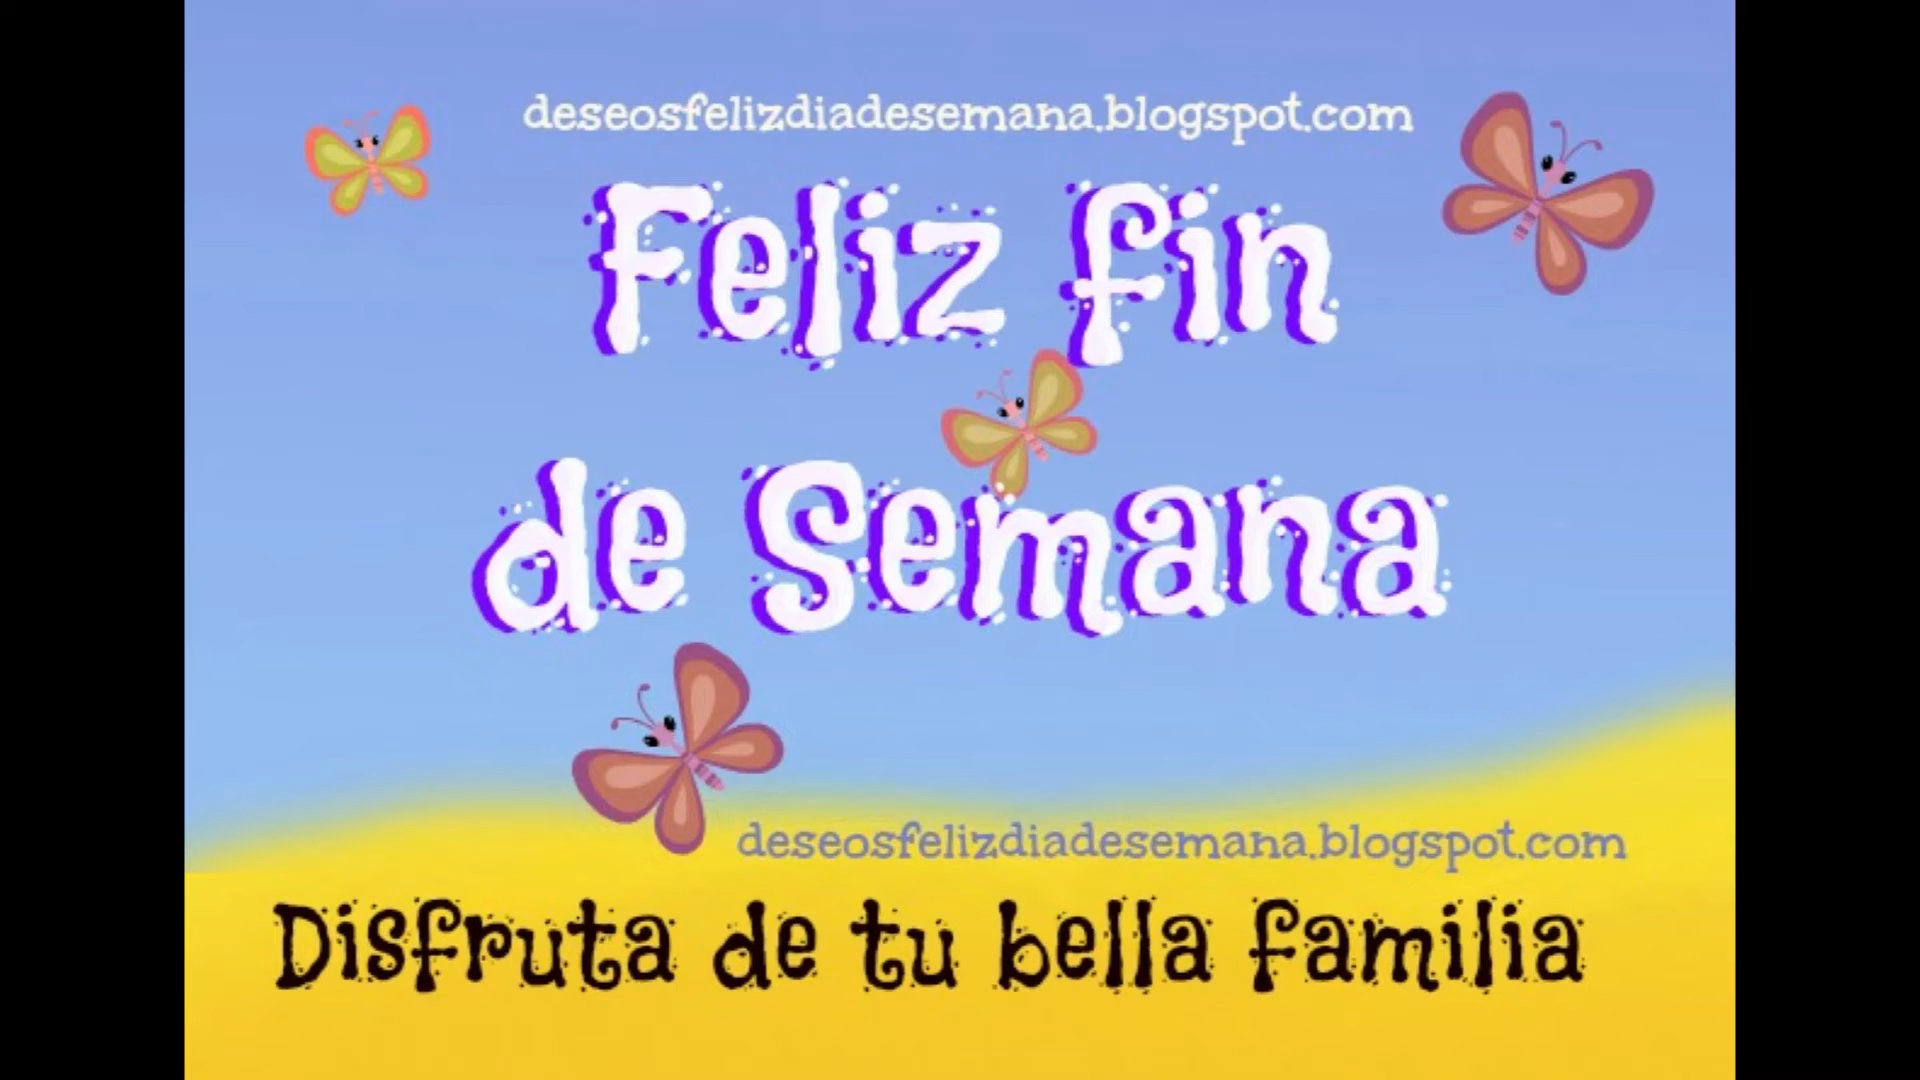 deseosfelizdiadesemana.blogspot.com
Feliz fin
de Semana
deseosfelizdiadesemana.blogspot.com
Disfruta de tu bella familia